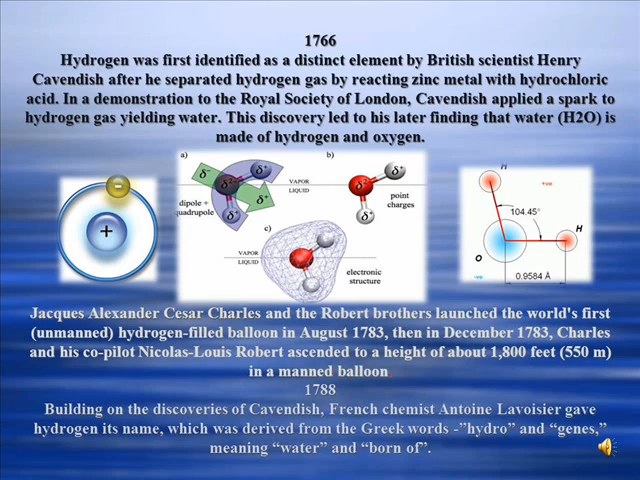 1766
Hydrogen was first identified as a distinct element by British scientist Henry
Cavendish after he separated hydrogen gas by reacting zinc metal with hydrochloric
acid. In a demonstration to the Royal Society of London, Cavendish applied a spark to
hydrogen gas yielding water. This discovery led to his later finding that water (H2O) is
made of hydrogen and oxygen.
-
+
a)
δ-
δ+
δ2-
δ+
δ+
dipole +
quadrupole
VAPOR
LIQUID
b)
δ+
δ2-
δ+
point
charges
c)
VAPOR
LIQUID
electronic
structure
H
+ve
104.45°
H
O
-ve
0.9584 Å
Jacques Alexander Cesar Charles and the Robert brothers launched the world's first
(unmanned) hydrogen-filled balloon in August 1783, then in December 1783, Charles
and his co-pilot Nicolas-Louis Robert ascended to a height of about 1,800 feet (550 m)
in a manned balloon.
1788
Building on the discoveries of Cavendish, French chemist Antoine Lavoisier gave
hydrogen its name, which was derived from the Greek words -”hydro” and “genes,”
meaning “water” and “born of”.